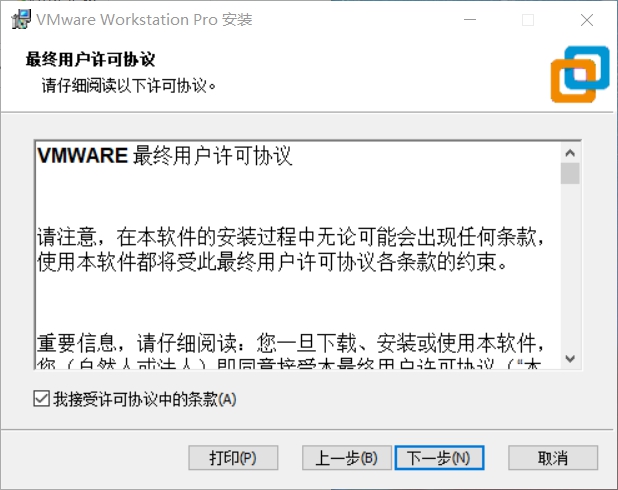 VMware Workstation Pro 安装
最终用户许可协议
请仔细阅读以下许可协议。
VMWARE 最终用户许可协议
请注意，在本软件的安装过程中无论可能会出现任何条款，
使用本软件都将受此最终用户许可协议各条款的约束。
重要信息，请仔细阅读：您一旦下载、安装或使用本软件，
您（自然人或法人）即同意接受本最终用户许可协议（“本
我接受许可协议中的条款(A)
打印(P)
上一步(B)
下一步(N)
取消